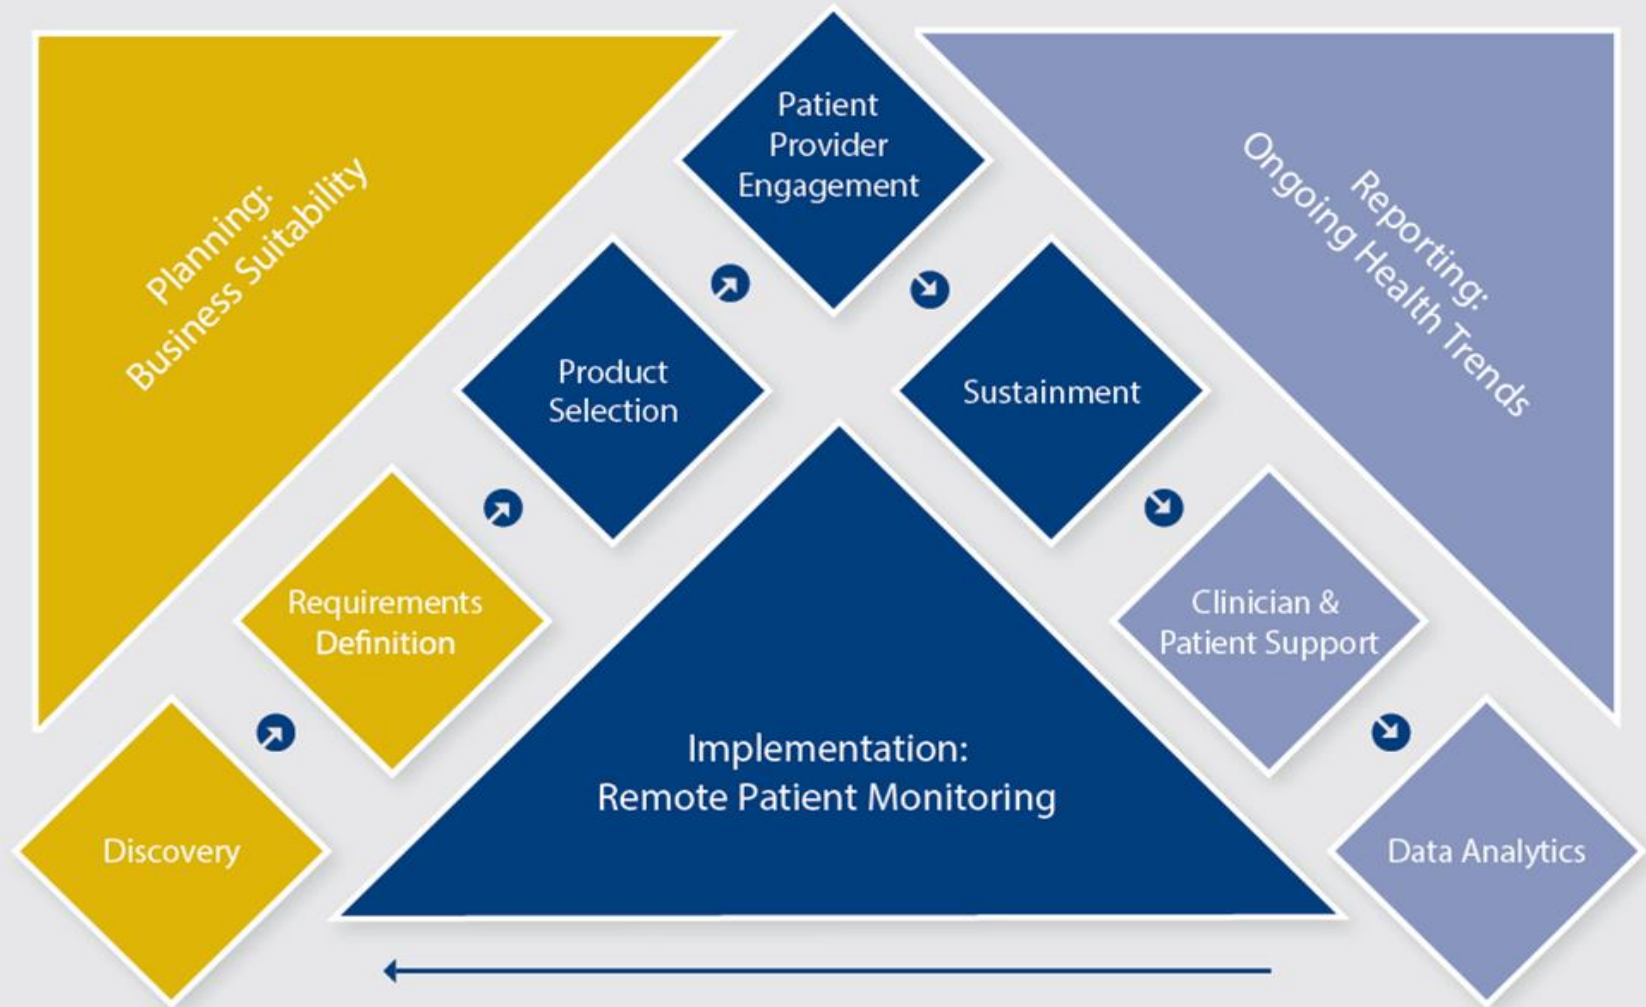 Planning:
Business Suitability
Patient
Provider
Engagement
Reporting:
Ongoing Health Trends
Product
Selection
Sustainment
Requirements
Definition
Clinician &
Patient Support
Implementation:
Remote Patient Monitoring
Discovery
Data Analytics